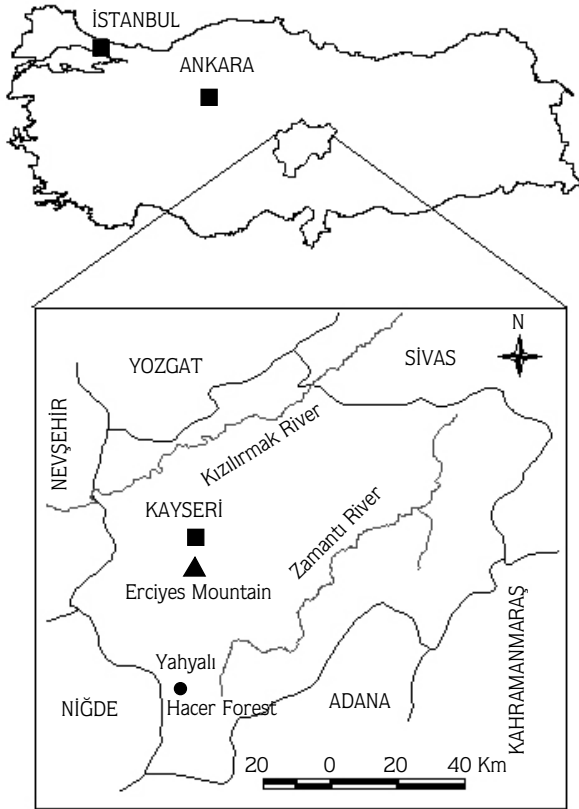 İSTANBUL
ANKARA
N
YOZGAT
SİVAS
NEVŞEHİR
Kızılırmak River
KAYSERİ
Zamantı River
Erciyes Mountain
KAHRAMANMARAŞ
Yahyalı
NİĞDE
Hacer Forest
ADANA
20 0 20 40 Km